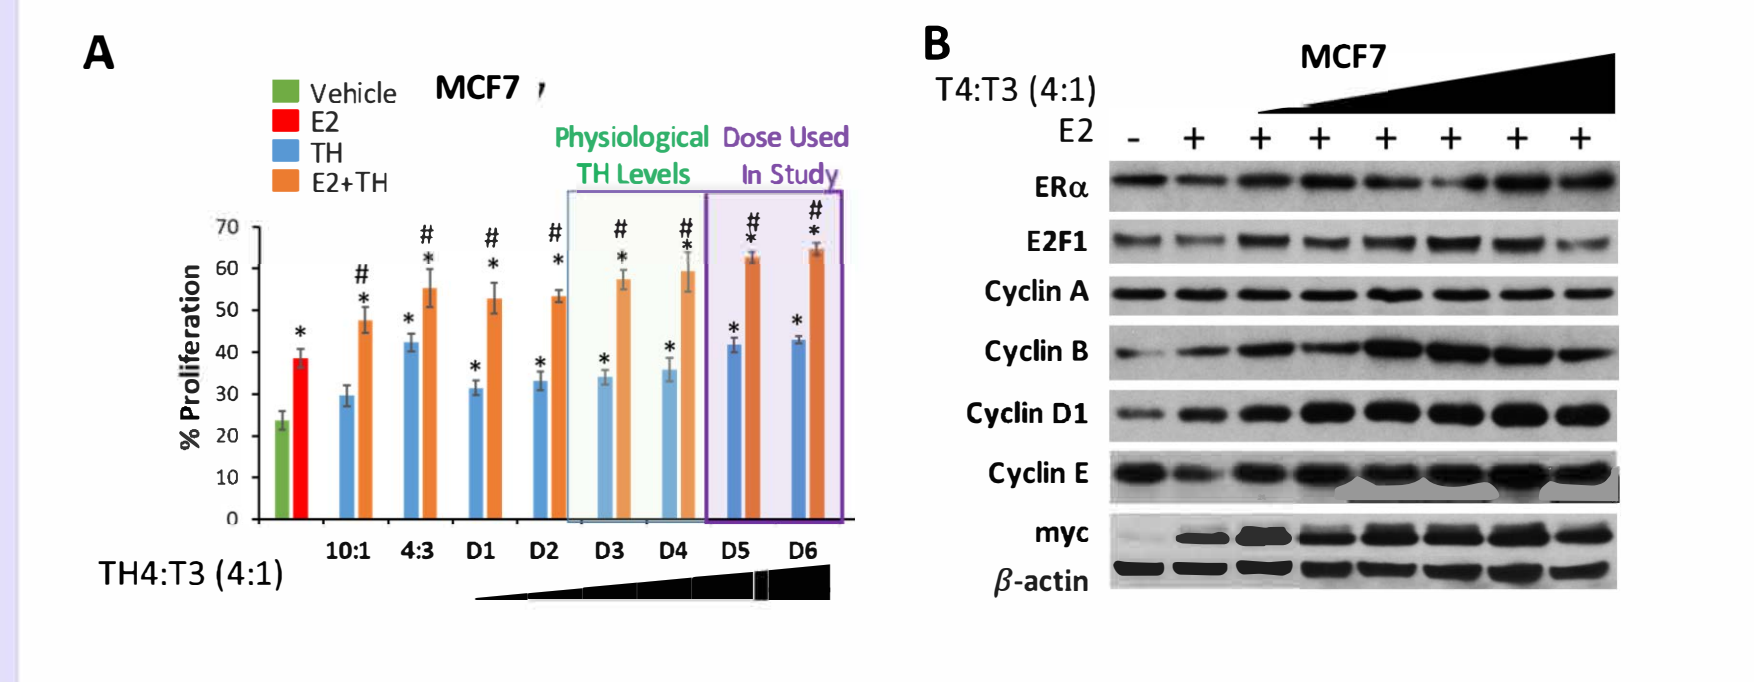 A
Vehicle
E2
TH
E2+TH
MCF7
Physiological
TH Levels
Dose Used
In Study
% Proliferation
70
60
50
40
30
20
10
0
# # # # # # # #
* * * * * * * * *
* * * * * * *
10:1 4:3 D1 D2 D3 D4 D5 D6
TH4:T3 (4:1)
B
MCF7
T4:T3 (4:1)
E2 - + + + + + + +
ERα
E2F1
Cyclin A
Cyclin B
Cyclin D1
Cyclin E
myc
β-actin